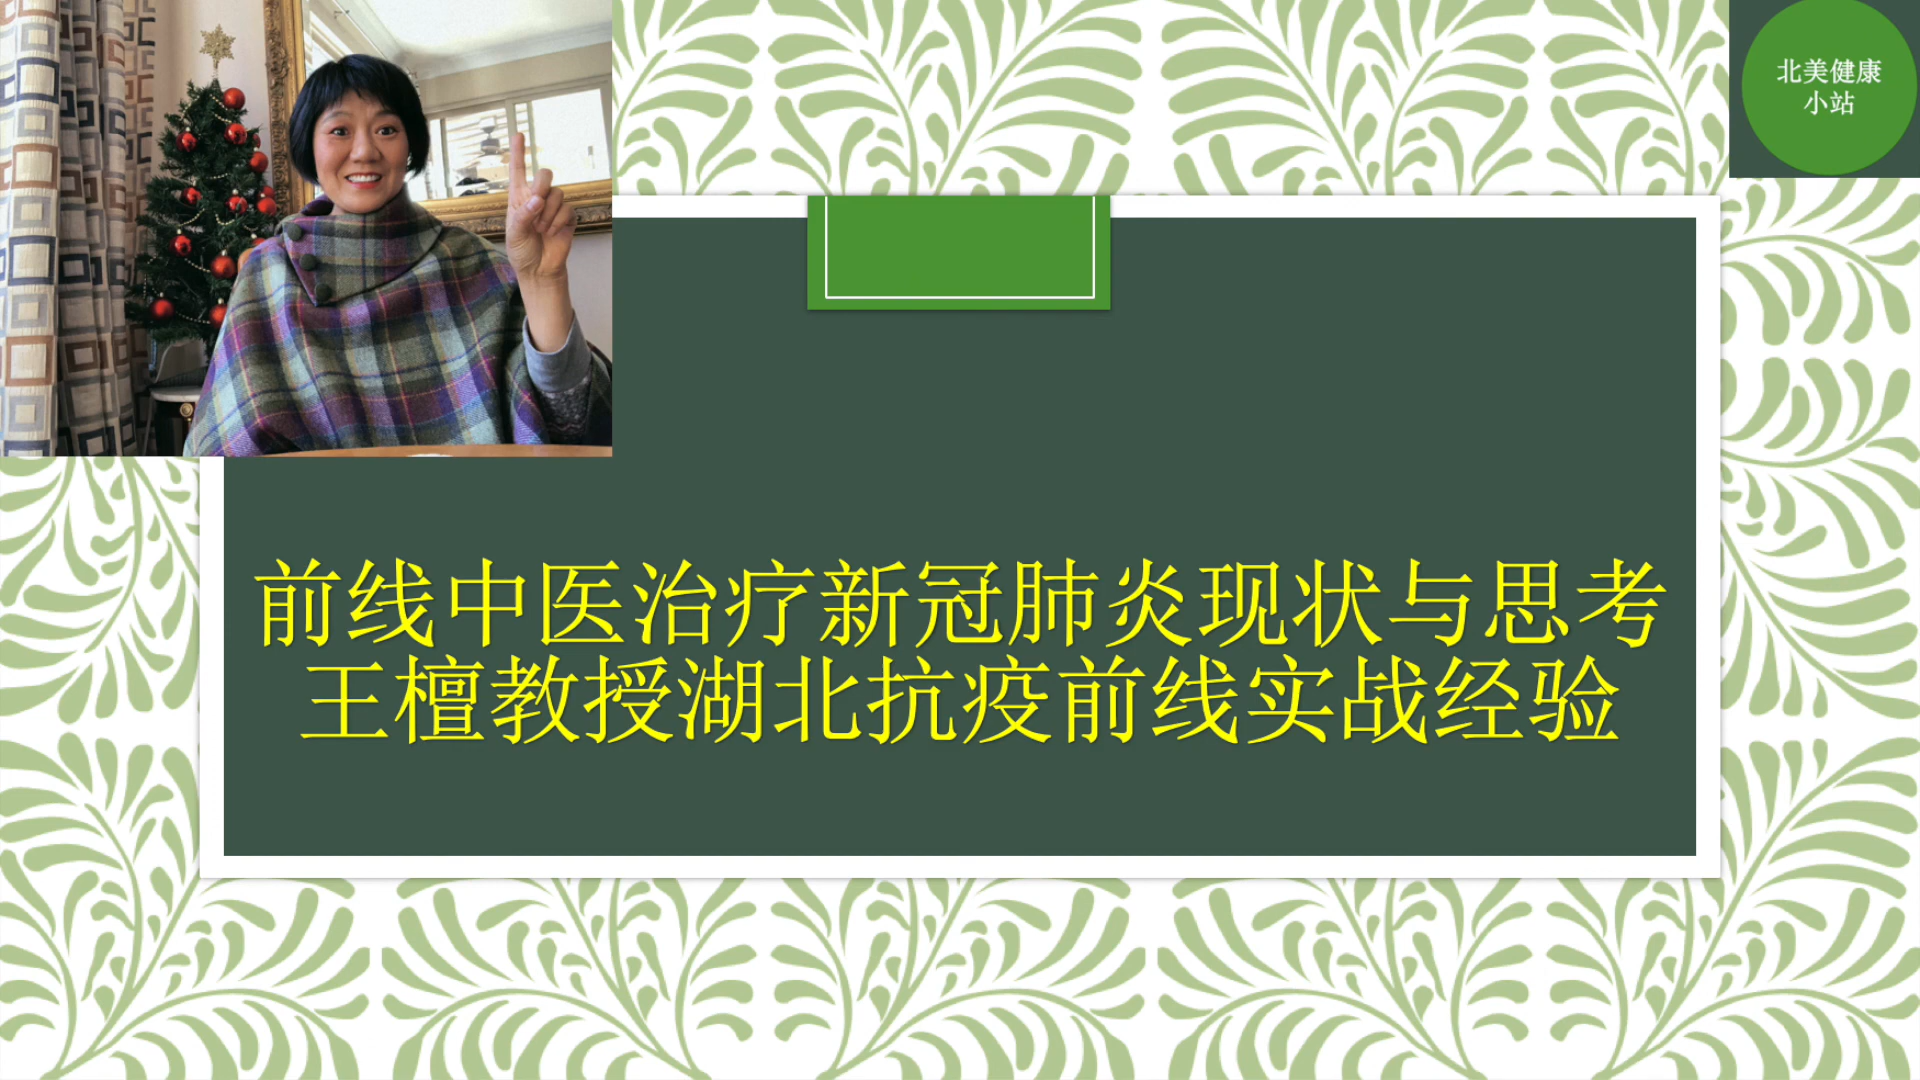 北美健康
小站
前线中医治疗新冠肺炎现状与思考
王檀教授湖北抗疫前线实战经验